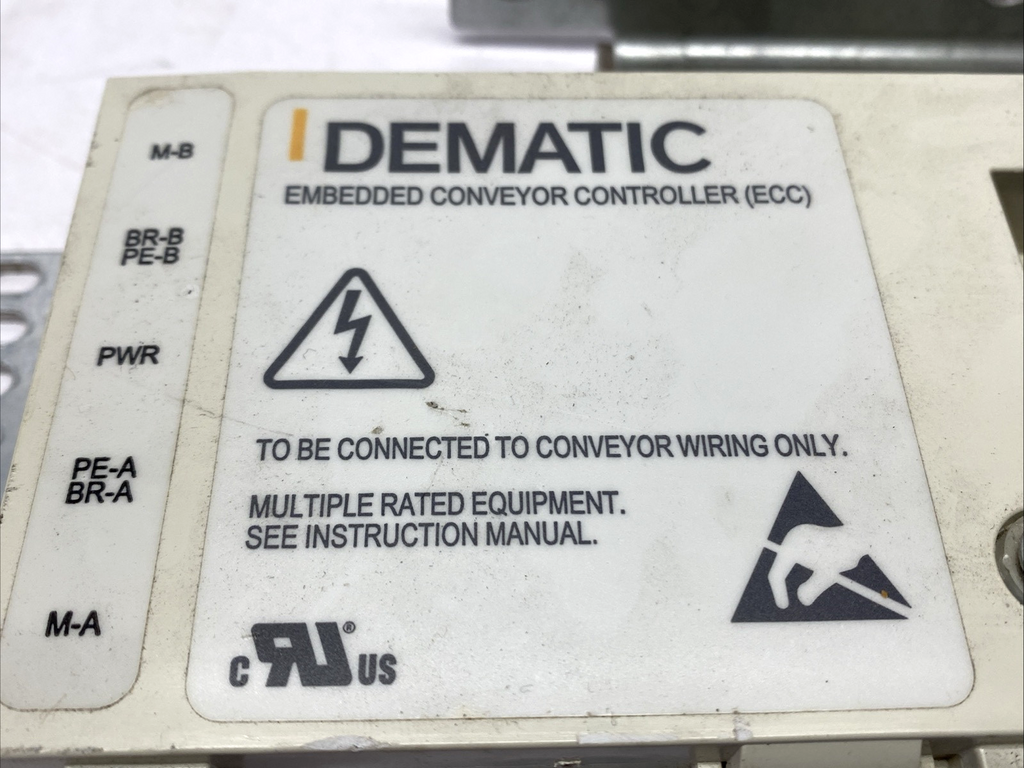 M-B
BR-B
PE-B
PWR
PE-A
BR-A
M-A
DEMATIC
EMBEDDED CONVEYOR CONTROLLER (ECC)
TO BE CONNECTED TO CONVEYOR WIRING ONLY.
MULTIPLE RATED EQUIPMENT.
SEE INSTRUCTION MANUAL.
C RU® US